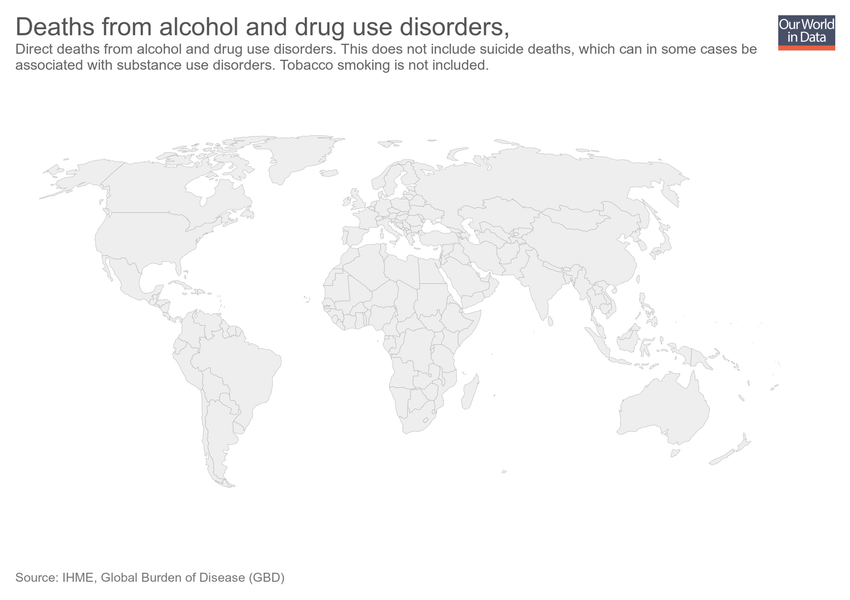 Deaths from alcohol and drug use disorders,
Our World
in Data
Direct deaths from alcohol and drug use disorders. This does not include suicide deaths, which can in some cases be
associated with substance use disorders. Tobacco smoking is not included.
Source: IHME, Global Burden of Disease (GBD)